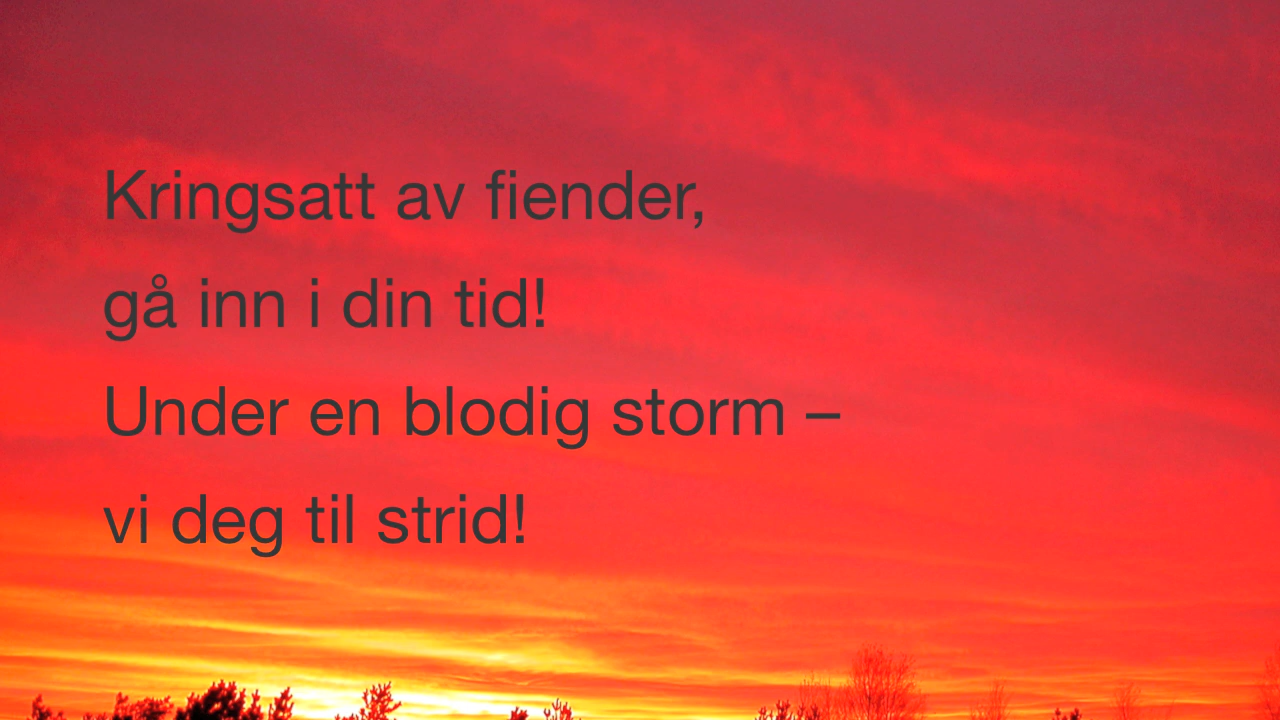 Kringsatt av fiender,
gå inn i din tid!
Under en blodig storm –
vi deg til strid!